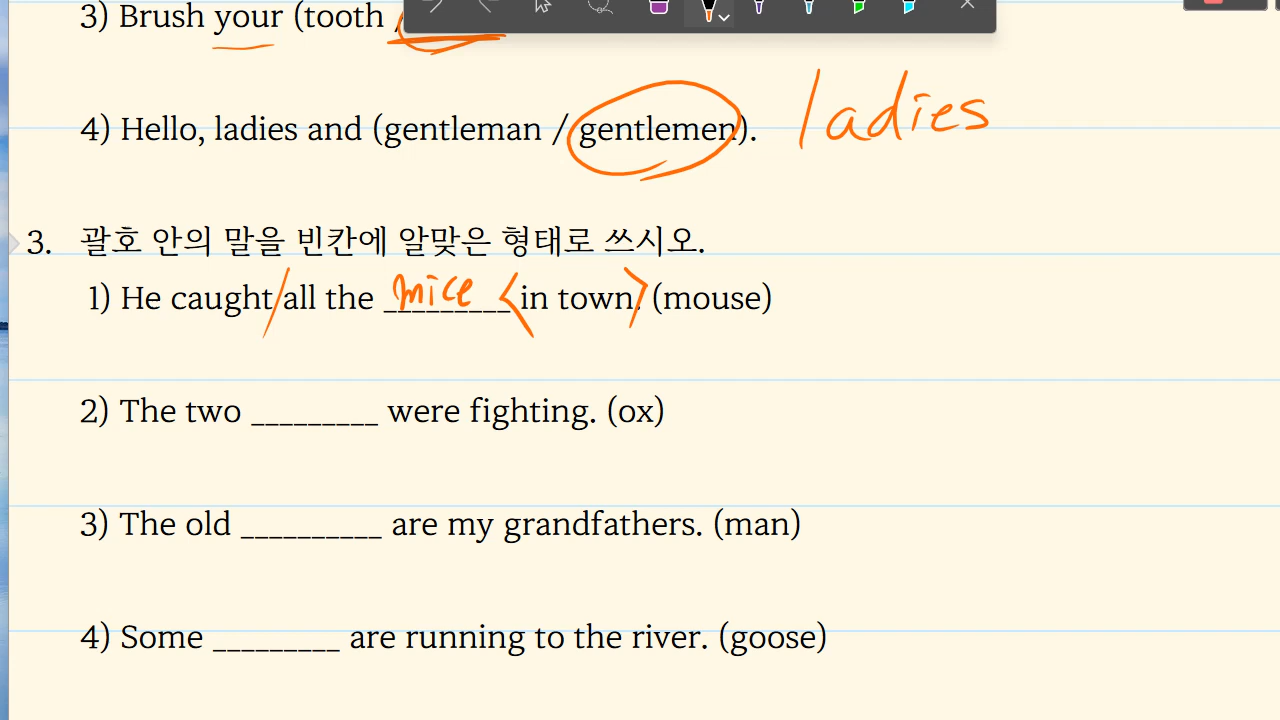 3) Brush your (tooth /
4) Hello, ladies and (gentleman / gentlemen). ladies
3. 괄호 안의 말을 빈칸에 알맞은 형태로 쓰시오.
1) He caught / all the mice <in town.> (mouse)
2) The two _________ were fighting. (ox)
3) The old __________ are my grandfathers. (man)
4) Some _________ are running to the river. (goose)